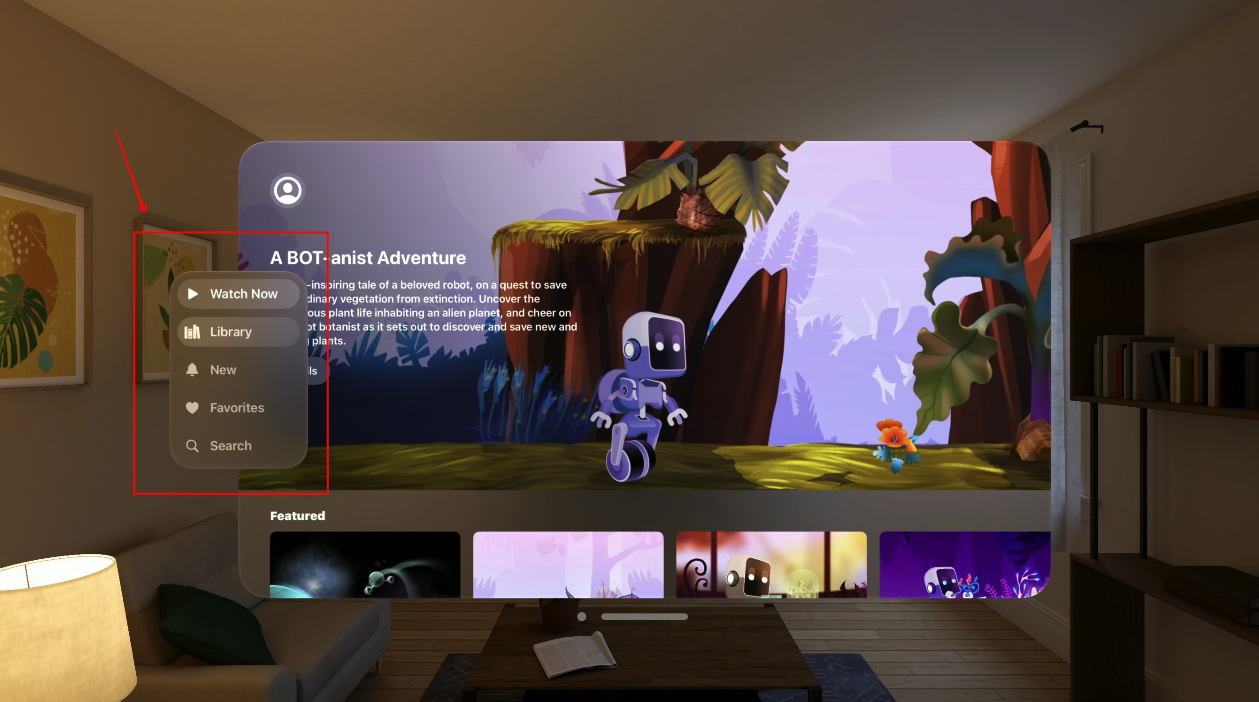 A BOT-anist Adventure
-inspiring tale of a beloved robot, on a quest to save
dinary vegetation from extinction. Uncover the
ous plant life inhabiting an alien planet, and cheer on
ot botanist as it sets out to discover and save new and
g plants.
lls
Watch Now
Library
New
Favorites
Search
Featured